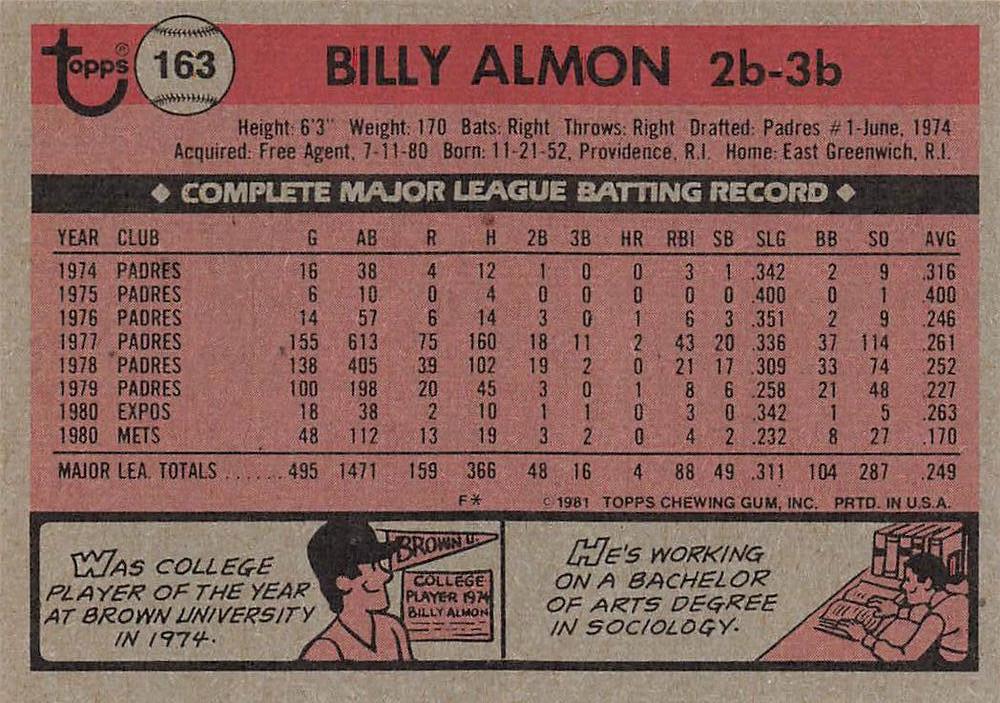 Topps® 163 BILLY ALMON 2b-3b
Height: 6'3" Weight: 170 Bats: Right Throws: Right Drafted: Padres #1-June, 1974
Acquired: Free Agent, 7-11-80 Born: 11-21-52, Providence, R.I. Home: East Greenwich, R.I.
◆ COMPLETE MAJOR LEAGUE BATTING RECORD ◆
YEAR CLUB G AB R H 2B 3B HR RBI SB SLG BB SO AVG
1974 PADRES 16 38 4 12 1 0 0 3 1 .342 2 9 .316
1975 PADRES 6 10 0 4 0 0 0 0 0 .400 0 1 .400
1976 PADRES 14 57 6 14 3 0 1 6 3 .351 2 9 .246
1977 PADRES 155 613 75 160 18 11 2 43 20 .336 37 114 .261
1978 PADRES 138 405 39 102 19 2 0 21 17 .309 33 74 .252
1979 PADRES 100 198 20 45 3 0 1 8 6 .258 21 48 .227
1980 EXPOS 18 38 2 10 1 1 0 3 0 .342 1 5 .263
1980 METS 48 112 13 19 3 2 0 4 2 .232 8 27 .170
MAJOR LEA. TOTALS ...... 495 1471 159 366 48 16 4 88 49 .311 104 287 .249
F* © 1981 TOPPS CHEWING GUM, INC. PRTD. IN U.S.A.
WAS COLLEGE
PLAYER OF THE YEAR
AT BROWN UNIVERSITY
IN 1974.
BROWN U.
COLLEGE
PLAYER 1974
BILLY ALMON
HE'S WORKING
ON A BACHELOR
OF ARTS DEGREE
IN SOCIOLOGY.